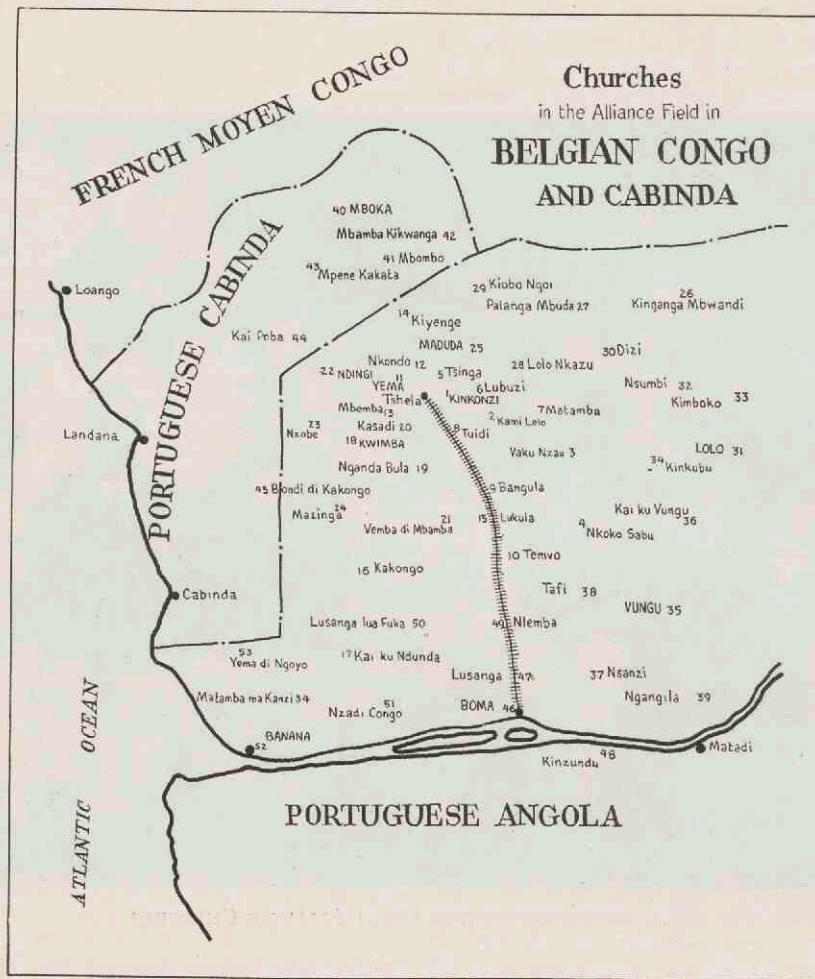 Churches
in the Alliance Field in
BELGIAN CONGO
AND CABINDA
FRENCH MOYEN CONGO
PORTUGUESE CABINDA
40 MBOKA
Mbamba Kikwanga 42
41 Mbombo
43 Mpene Kakata
29 Kiobo Ngoi
Palanga Mbuda 27
26 Kinganga Mbwandi
Loango
14 Kiyenge
Kai Poba 44
MADUDA 25
30 Dizi
Nkondo 12
5 Tsinga
28 Lolo Nkazu
22 NDINGI
11 YEMA
6 Lubuzi
Nsumbi 32
Tshela
1 KINKONZI
Kimboko 33
Mbemba 13
2 Kami Lelo
7 Matamba
23 Nxobe
Kasadi 20
8 Tuidi
Landana
18 KWIMBA
Vaku Nzau 3
LOLO 31
34 Kinkubu
Nganda Bula 19
45 Biondi di Kakongo
9 Bangula
Mazinga 24
Vemba di Mbamba 21
15 Lukula
4 Nkoko Sabu
Kai ku Vungu 36
10 Temvo
16 Kakongo
Tafi 38
Cabinda
VUNGU 35
Lusanga lua Fuka 50
49 Nlemba
53 Yema di Ngoyo
17 Kai ku Ndunda
Lusanga 47
37 Nsanzi
Matamba ma Kanzi 54
51 Nzadi Congo
BOMA 46
Ngangila 39
BANANA 52
Kinzundu 48
Matadi
PORTUGUESE ANGOLA
ATLANTIC OCEAN